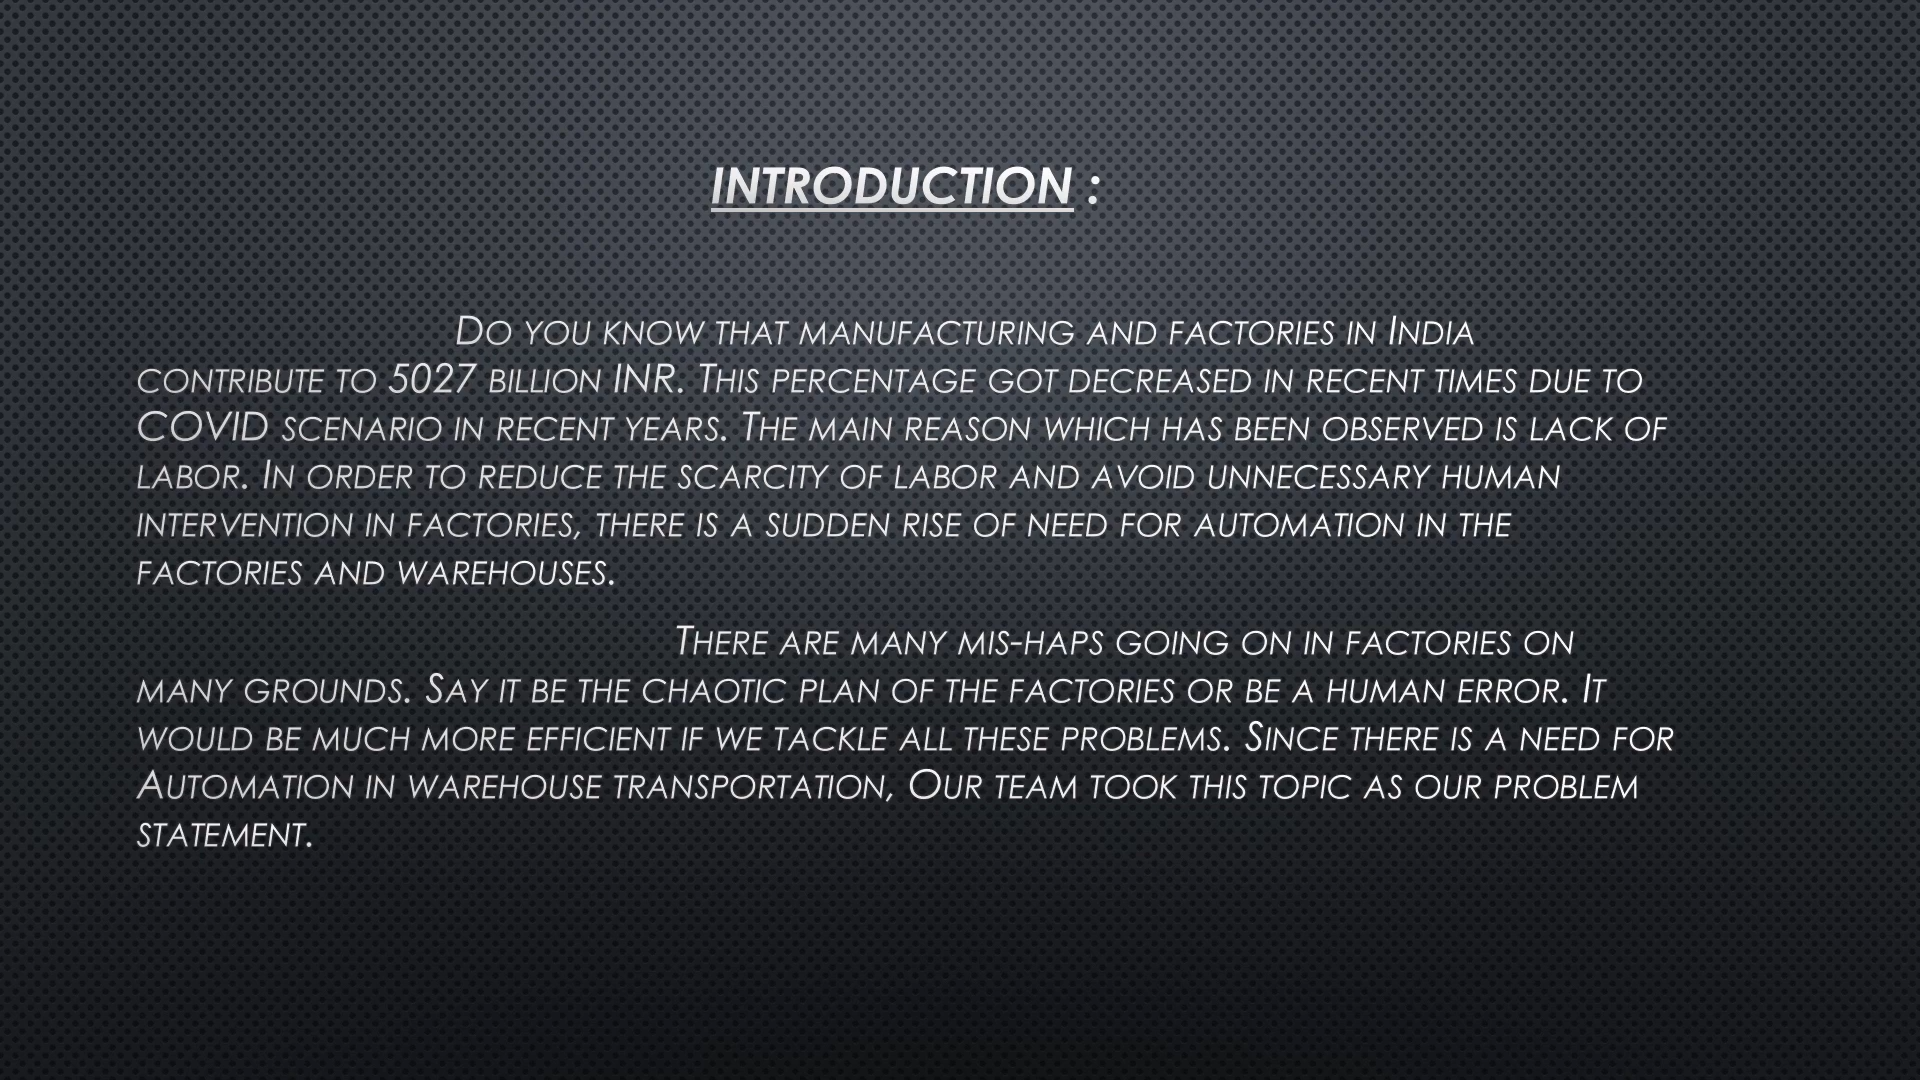 INTRODUCTION :
Do you know that manufacturing and factories in India
contribute to 5027 billion INR. This percentage got decreased in recent times due to
COVID scenario in recent years. The main reason which has been observed is lack of
labor. In order to reduce the scarcity of labor and avoid unnecessary human
intervention in factories, there is a sudden rise of need for automation in the
factories and warehouses.
There are many mis-haps going on in factories on
many grounds. Say it be the chaotic plan of the factories or be a human error. It
would be much more efficient if we tackle all these problems. Since there is a need for
Automation in warehouse transportation, Our team took this topic as our problem
statement.